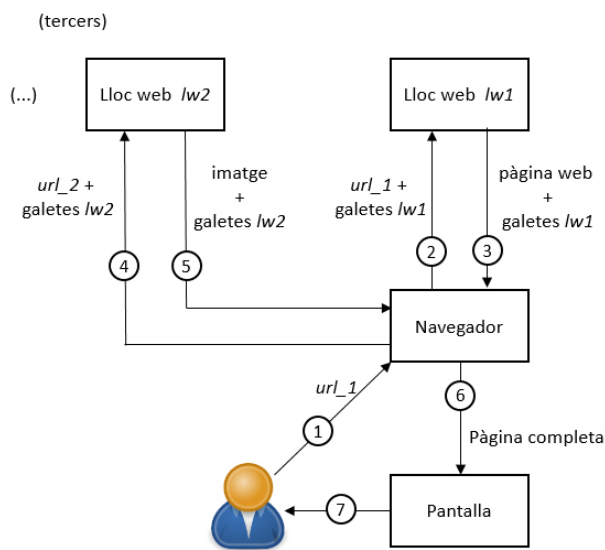 (tercers)
(...)
Lloc web lw2
Lloc web lw1
url_2 +
galetes lw2
imatge
+
galetes lw2
url_1 +
galetes lw1
pàgina web
+
galetes lw1
4
5
2
3
Navegador
url_1
1
6
Pàgina completa
7
Pantalla